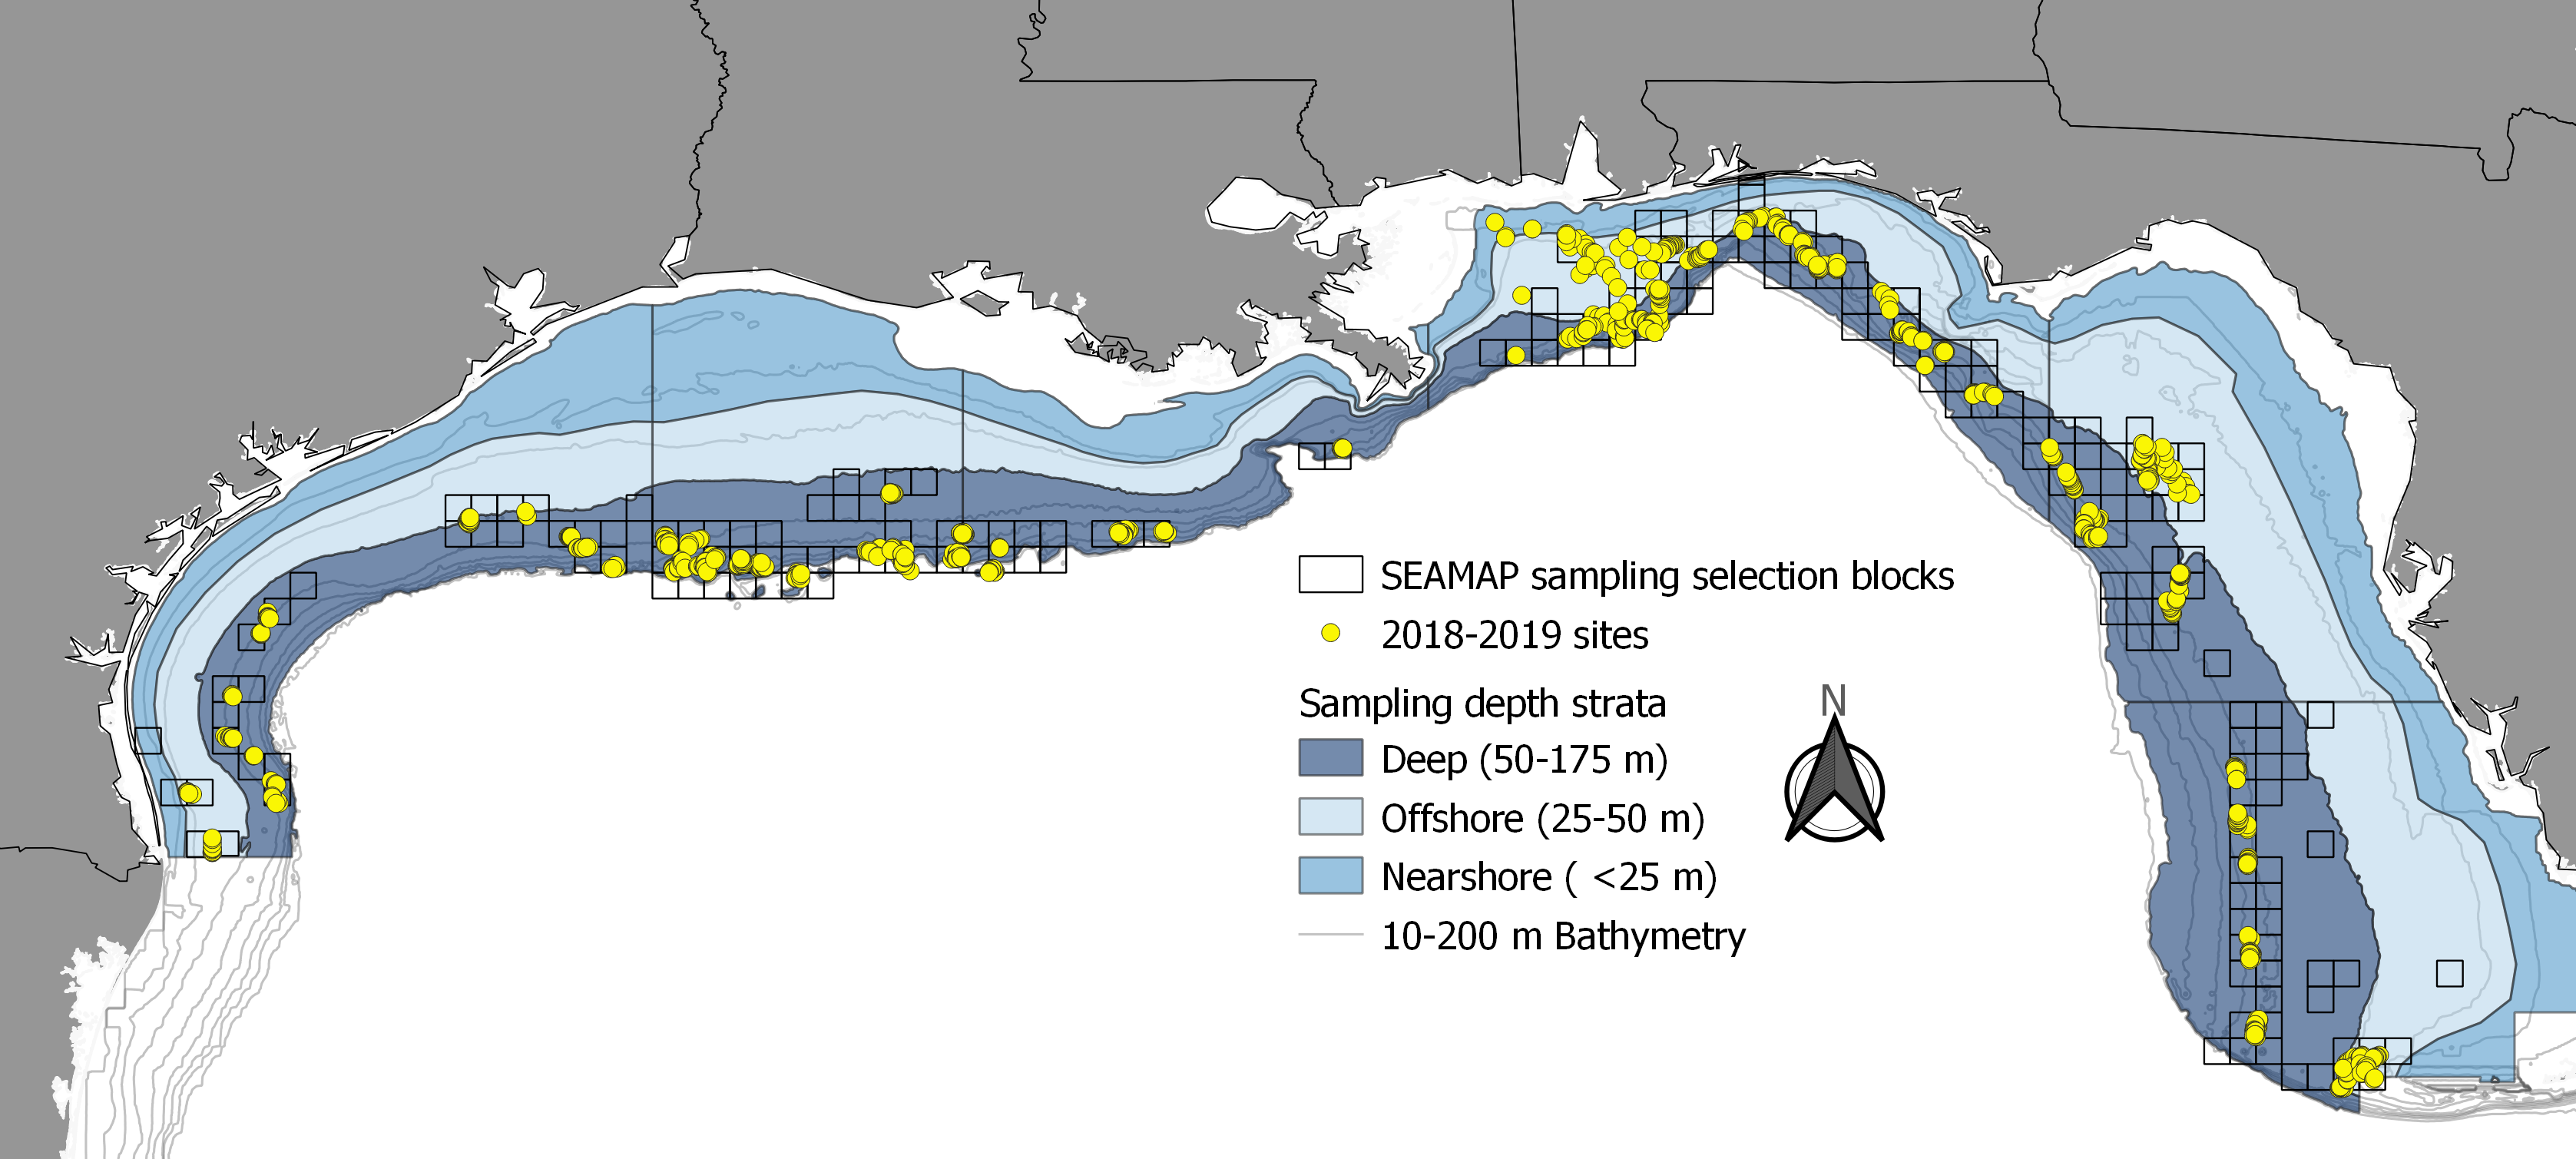 SEAMAP sampling selection blocks
2018-2019 sites
Sampling depth strata
N
Deep (50-175 m)
Offshore (25-50 m)
Nearshore ( <25 m)
10-200 m Bathymetry